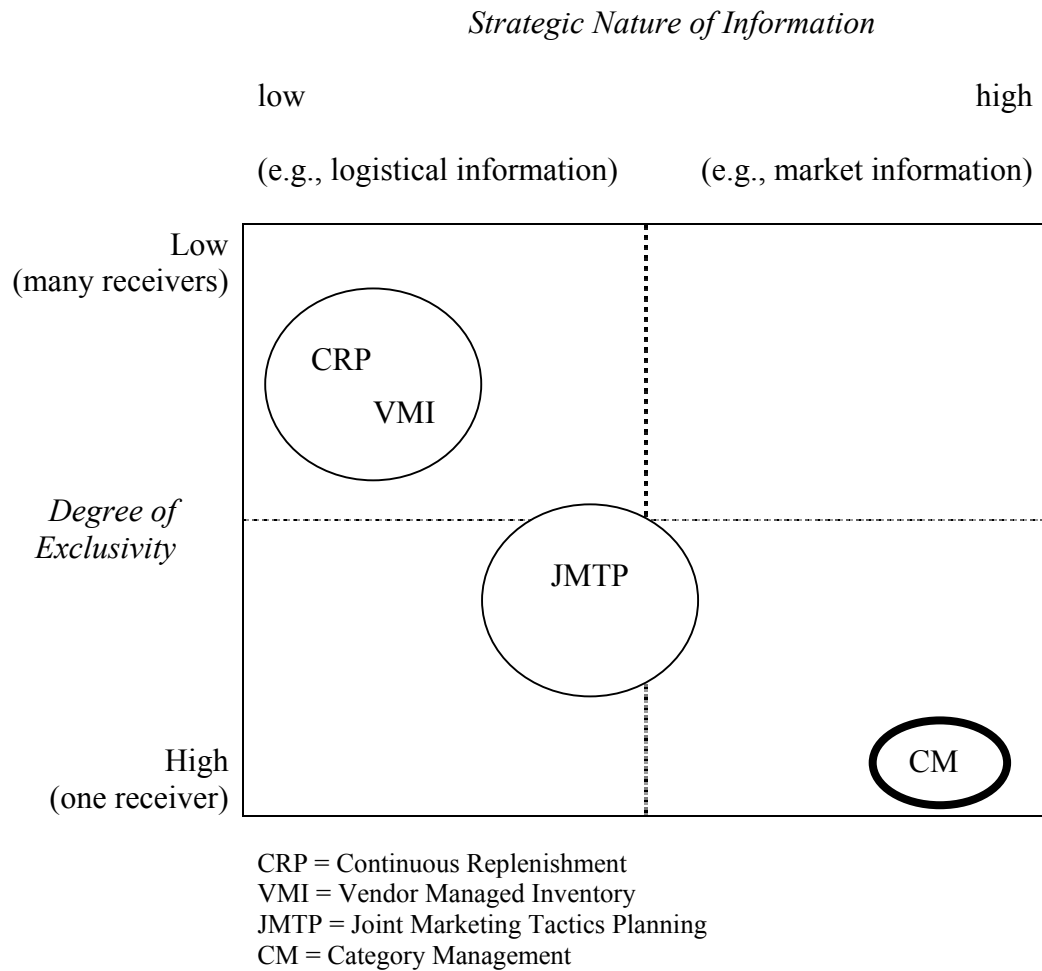 Strategic Nature of Information
low high
(e.g., logistical information) (e.g., market information)
Low
(many receivers)
CRP
VMI
Degree of
Exclusivity
JMTP
High
(one receiver)
CM
CRP = Continuous Replenishment
VMI = Vendor Managed Inventory
JMTP = Joint Marketing Tactics Planning
CM = Category Management